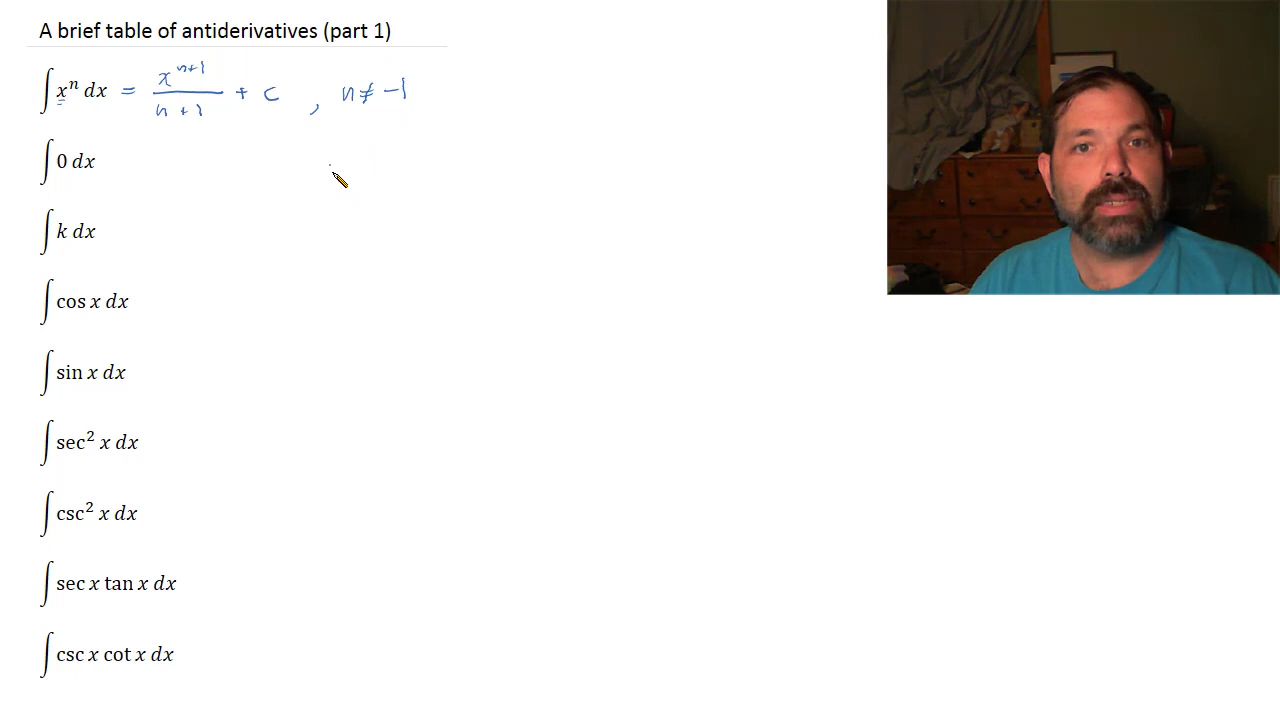 A brief table of antiderivatives (part 1)
∫ xⁿ dx = xⁿ⁺¹ / (n + 1) + c , n ≠ −1
∫ 0 dx
∫ k dx
∫ cos x dx
∫ sin x dx
∫ sec² x dx
∫ csc² x dx
∫ sec x tan x dx
∫ csc x cot x dx